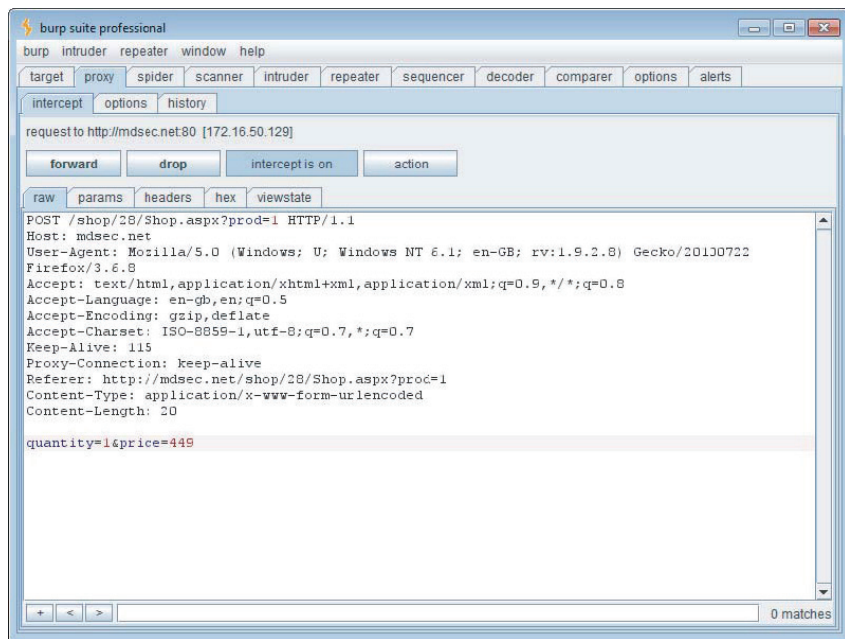 burp suite professional
burp intruder repeater window help
target proxy spider scanner intruder repeater sequencer decoder comparer options alerts
intercept options history
request to http://mdsec.net:80 [172.16.50.129]
forward drop intercept is on action
raw params headers hex viewstate
POST /shop/28/Shop.aspx?prod=1 HTTP/1.1
Host: mdsec.net
User-Agent: Mozilla/5.0 (Windows; U; Windows NT 6.1; en-GB; rv:1.9.2.8) Gecko/20100722
Firefox/3.6.8
Accept: text/html,application/xhtml+xml,application/xml;q=0.9,*/*;q=0.8
Accept-Language: en-gb,en;q=0.5
Accept-Encoding: gzip,deflate
Accept-Charset: ISO-8859-1,utf-8;q=0.7,*;q=0.7
Keep-Alive: 115
Proxy-Connection: keep-alive
Referer: http://mdsec.net/shop/28/Shop.aspx?prod=1
Content-Type: application/x-www-form-urlencoded
Content-Length: 20
quantity=1&price=449
+ < > 0 matches